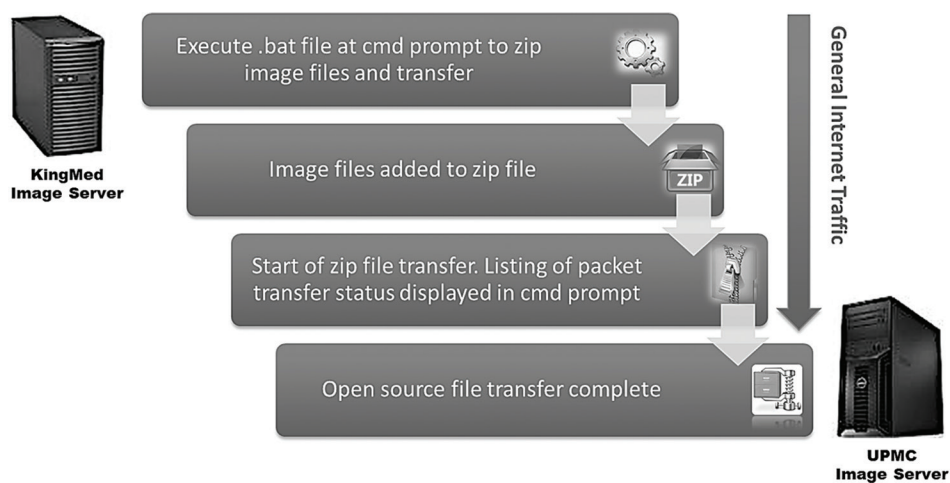 Execute .bat file at cmd prompt to zip
image files and transfer
KingMed
Image Server
Image files added to zip file
ZIP
General Internet Traffic
Start of zip file transfer. Listing of packet
transfer status displayed in cmd prompt
Open source file transfer complete
UPMC
Image Server